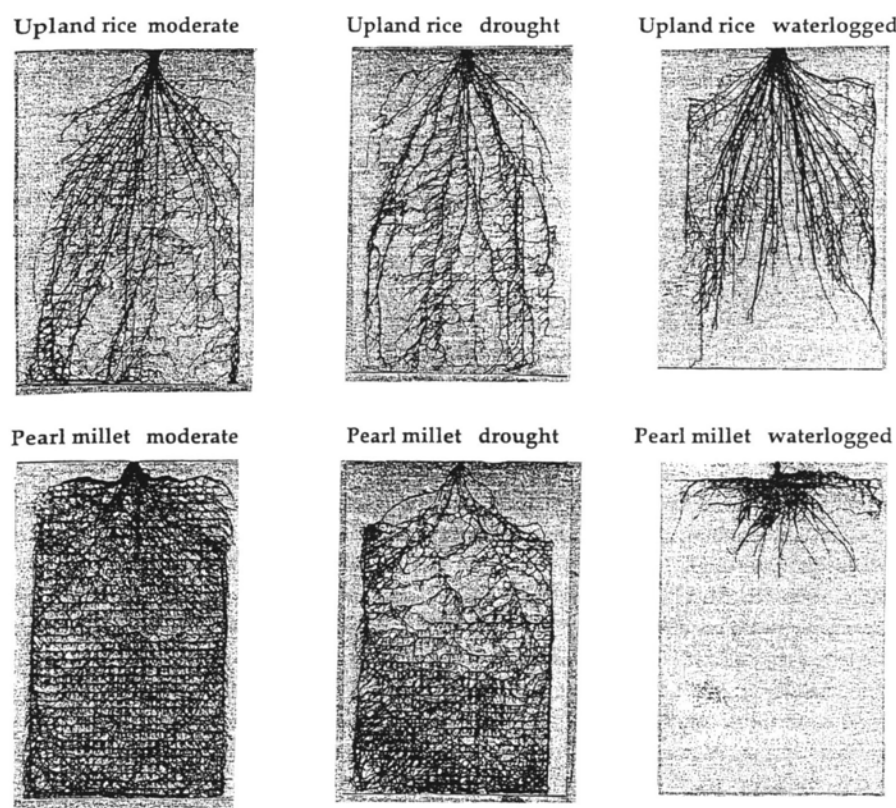 Upland rice moderate
Upland rice drought
Upland rice waterlogged
Pearl millet moderate
Pearl millet drought
Pearl millet waterlogged